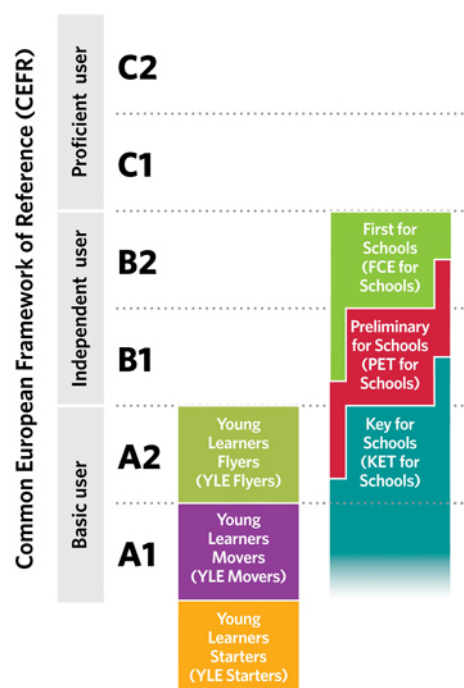 Common European Framework of Reference (CEFR)
Proficient user
Independent user
Basic user
C2
C1
B2
B1
A2
A1
First for
Schools
(FCE for
Schools)
Preliminary
for Schools
(PET for
Schools)
Key for
Schools
(KET for
Schools)
Young
Learners
Flyers
(YLE Flyers)
Young
Learners
Movers
(YLE Movers)
Young
Learners
Starters
(YLE Starters)